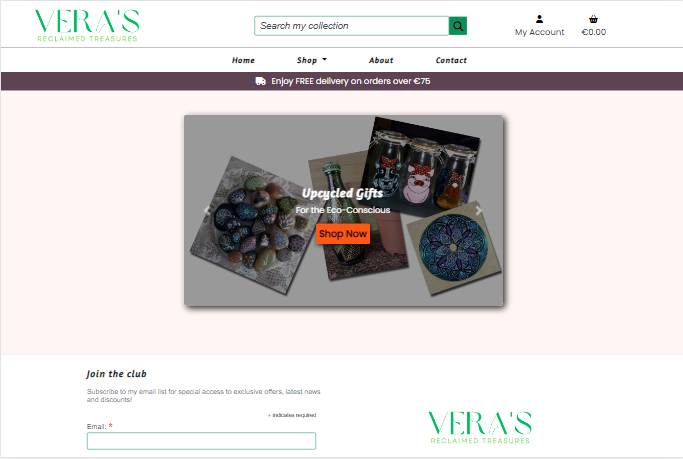 VERA'S
RECLAIMED TREASURES
Search my collection
My Account
€0.00
Home
Shop
About
Contact
Enjoy FREE delivery on orders over €75
Upcycled Gifts
For the Eco-Conscious
Shop Now
Join the club
Subscribe to my email list for special access to exclusive offers, latest news
and discounts!
* indicates required
Email: *
VERA'S
RECLAIMED TREASURES